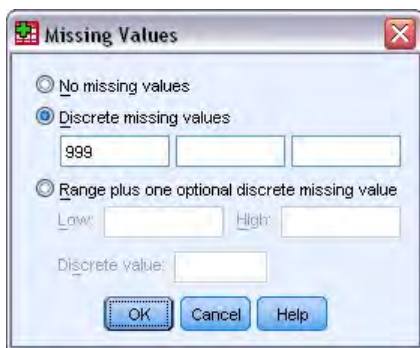 Missing Values
No missing values
Discrete missing values
999
Range plus one optional discrete missing value
Low: High:
Discrete value:
OK Cancel Help